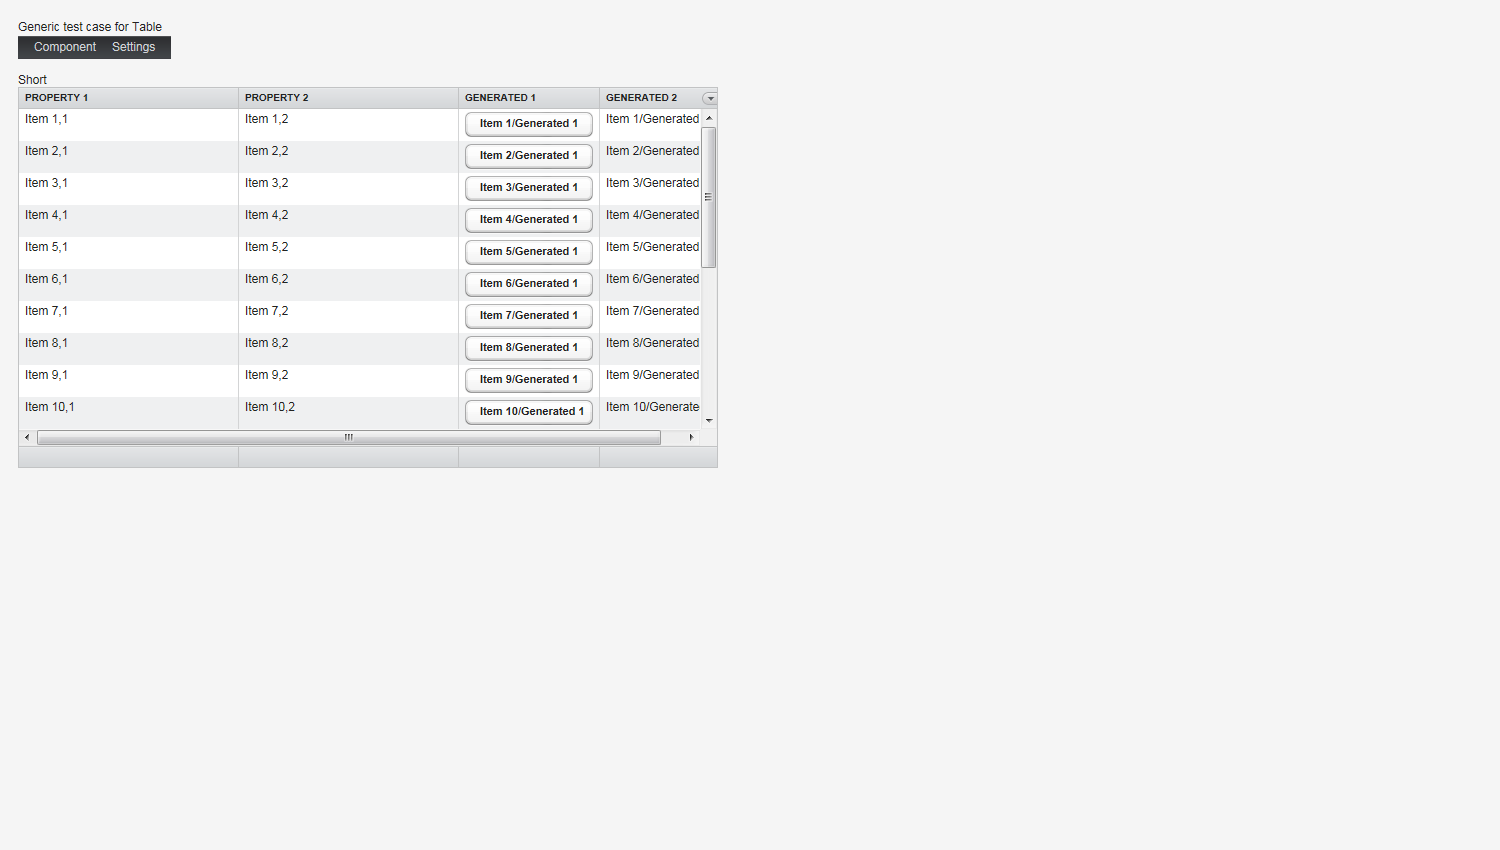 Generic test case for Table
Component Settings
Short
PROPERTY 1 PROPERTY 2 GENERATED 1 GENERATED 2
Item 1,1 Item 1,2 Item 1/Generated 1 Item 1/Generated
Item 2,1 Item 2,2 Item 2/Generated 1 Item 2/Generated
Item 3,1 Item 3,2 Item 3/Generated 1 Item 3/Generated
Item 4,1 Item 4,2 Item 4/Generated 1 Item 4/Generated
Item 5,1 Item 5,2 Item 5/Generated 1 Item 5/Generated
Item 6,1 Item 6,2 Item 6/Generated 1 Item 6/Generated
Item 7,1 Item 7,2 Item 7/Generated 1 Item 7/Generated
Item 8,1 Item 8,2 Item 8/Generated 1 Item 8/Generated
Item 9,1 Item 9,2 Item 9/Generated 1 Item 9/Generated
Item 10,1 Item 10,2 Item 10/Generated 1 Item 10/Generate